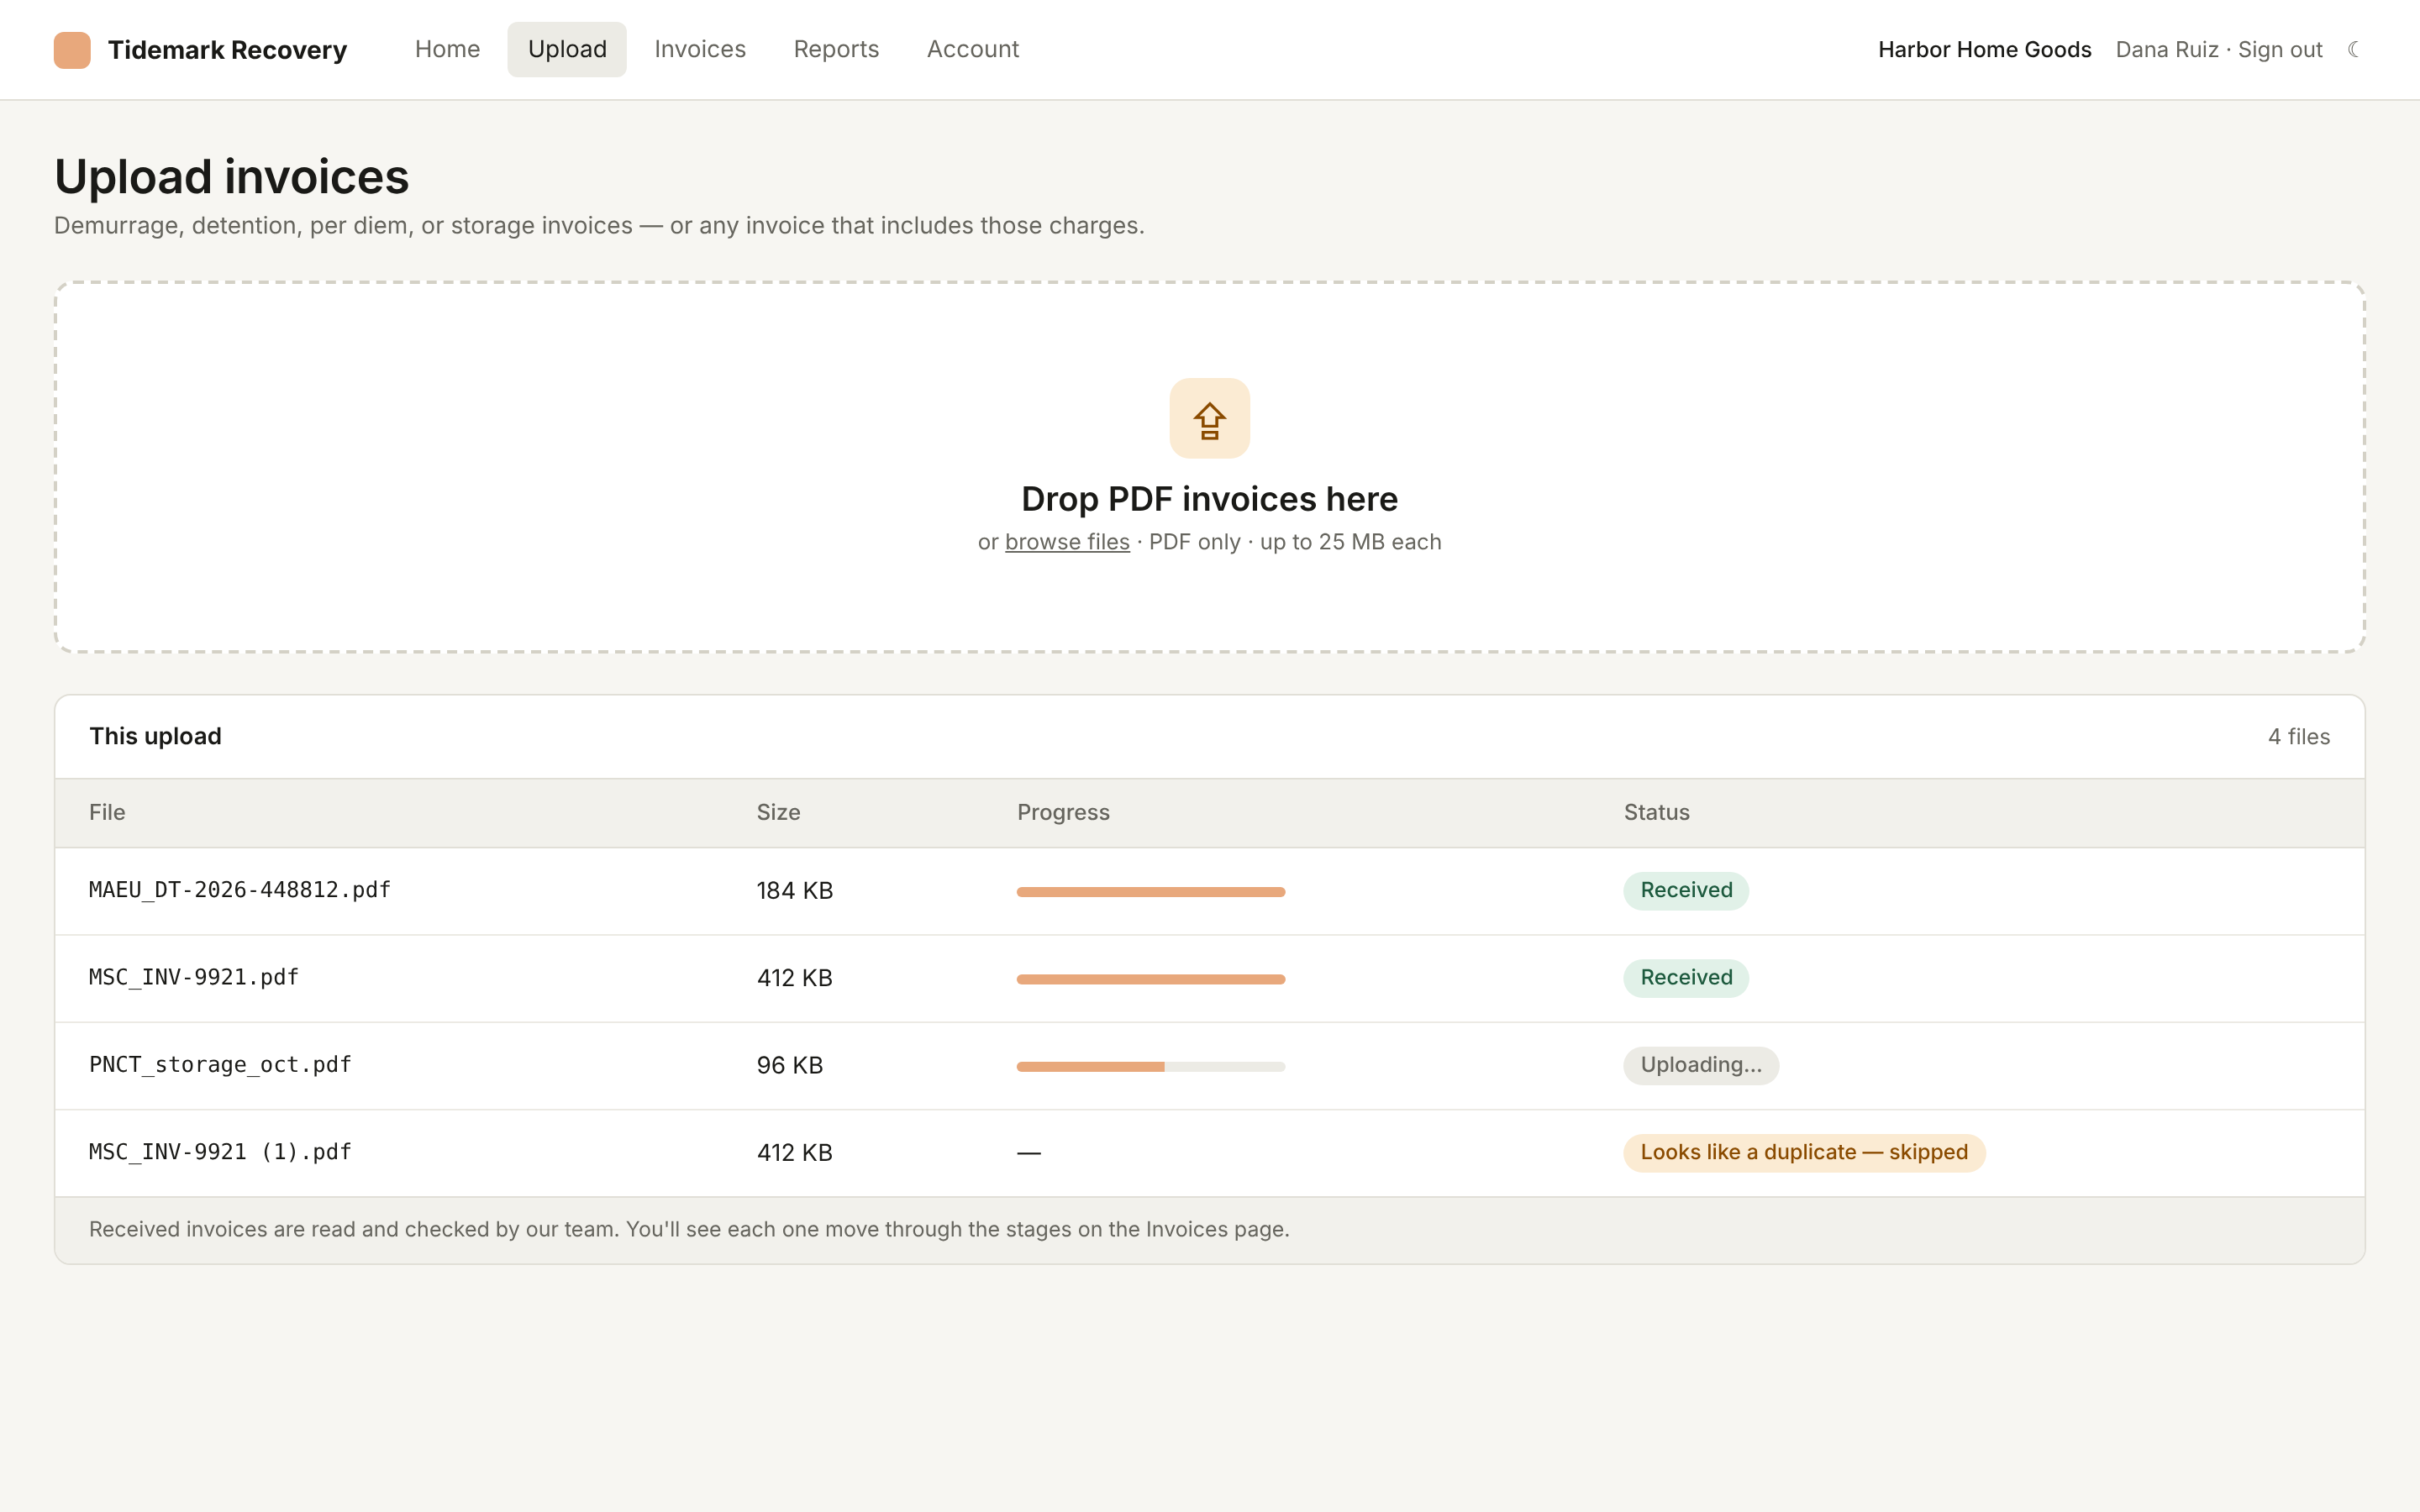 Tidemark Recovery Home Upload Invoices Reports Account Harbor Home Goods Dana Ruiz · Sign out
Upload invoices
Demurrage, detention, per diem, or storage invoices — or any invoice that includes those charges.
Drop PDF invoices here
or browse files · PDF only · up to 25 MB each
This upload 4 files
File Size Progress Status
MAEU_DT-2026-448812.pdf 184 KB Received
MSC_INV-9921.pdf 412 KB Received
PNCT_storage_oct.pdf 96 KB Uploading...
MSC_INV-9921 (1).pdf 412 KB — Looks like a duplicate — skipped
Received invoices are read and checked by our team. You'll see each one move through the stages on the Invoices page.